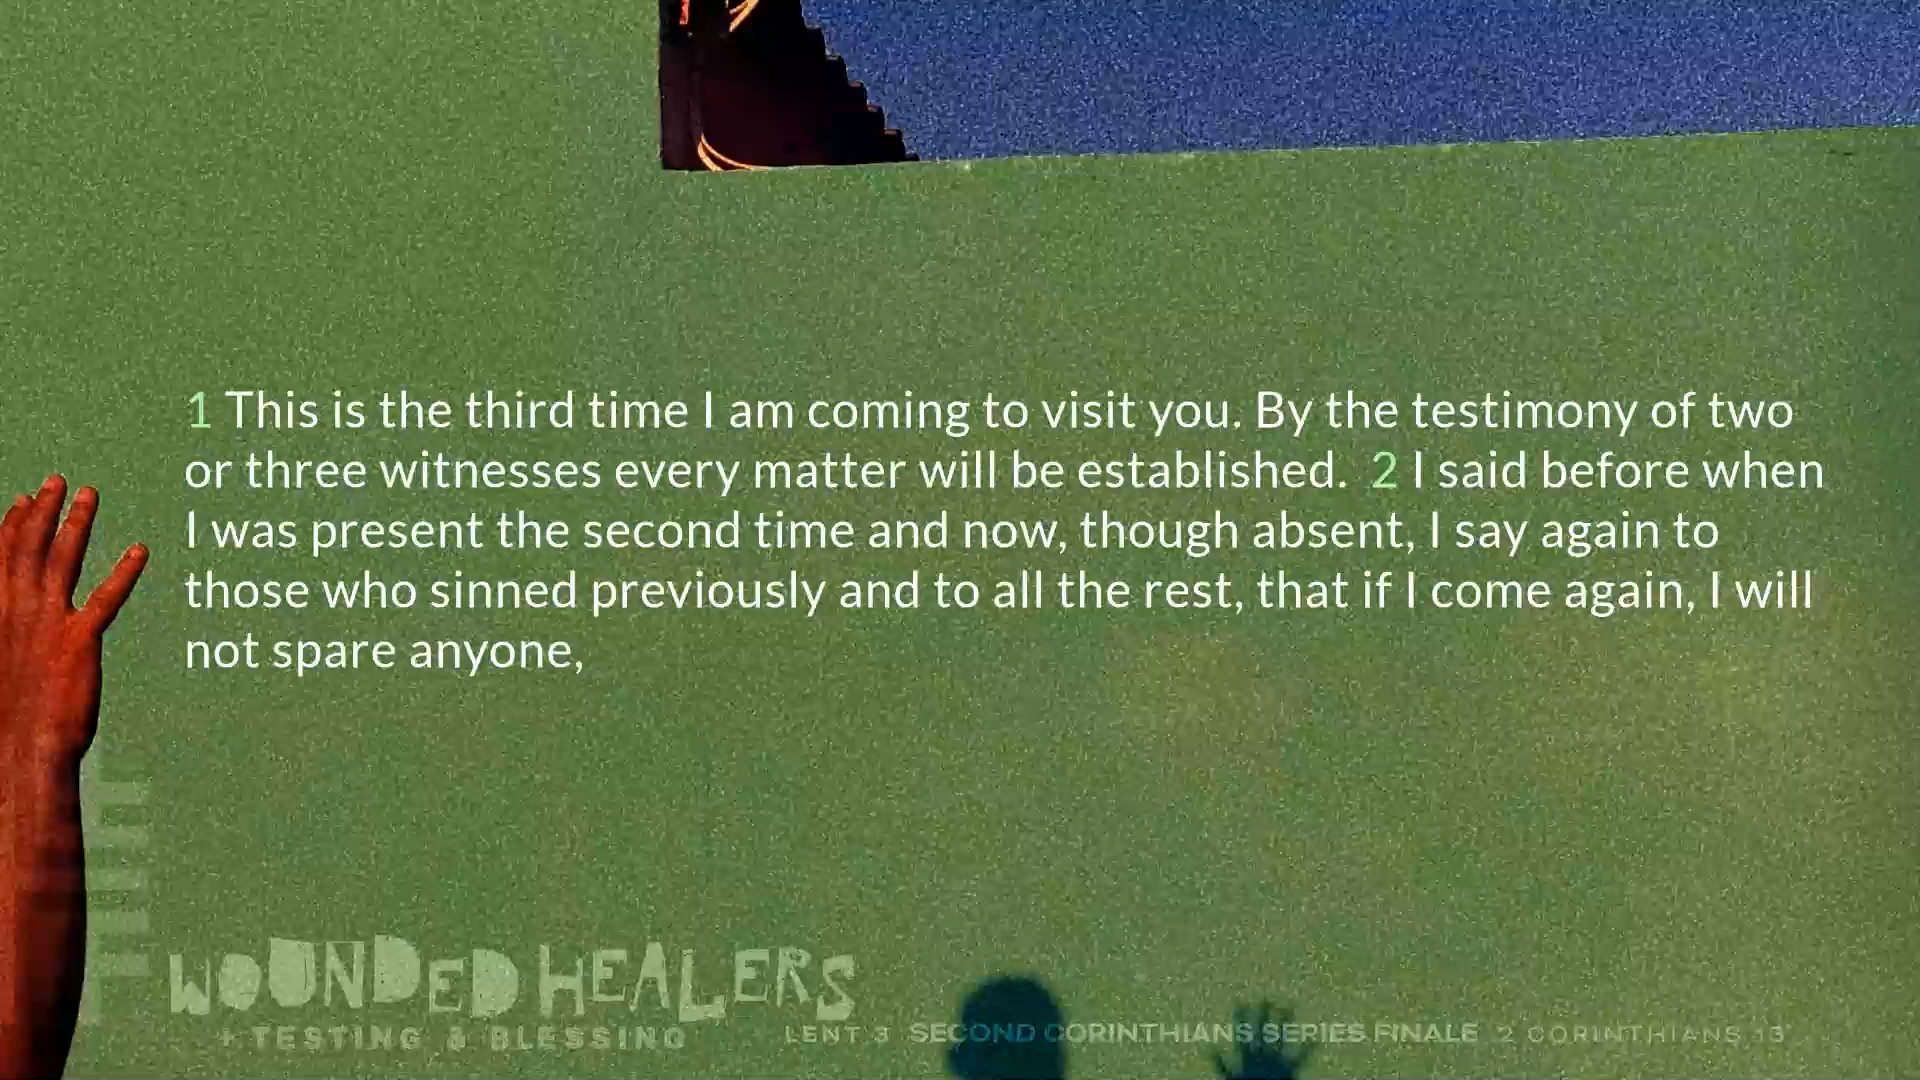 1 This is the third time I am coming to visit you. By the testimony of two
or three witnesses every matter will be established.  2 I said before when
I was present the second time and now, though absent, I say again to
those who sinned previously and to all the rest, that if I come again, I will
not spare anyone,
WOUNDED HEALERS
+ TESTING & BLESSING
LENT 3 SECOND CORINTHIANS SERIES FINALE 2 CORINTHIANS 13